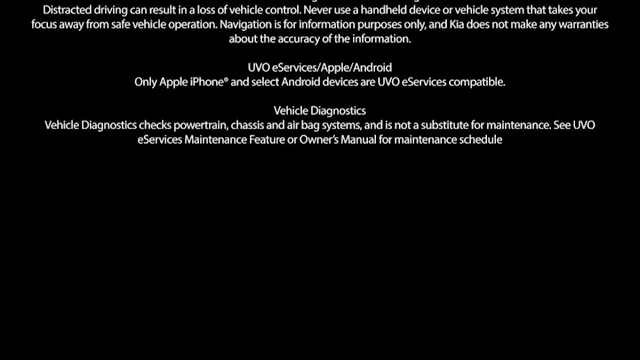 Distracted driving can result in a loss of vehicle control. Never use a handheld device or vehicle system that takes your
focus away from safe vehicle operation. Navigation is for information purposes only, and Kia does not make any warranties
about the accuracy of the information.
UVO eServices/Apple/Android
Only Apple iPhone® and select Android devices are UVO eServices compatible.
Vehicle Diagnostics
Vehicle Diagnostics checks powertrain, chassis and air bag systems, and is not a substitute for maintenance. See UVO
eServices Maintenance Feature or Owner's Manual for maintenance schedule